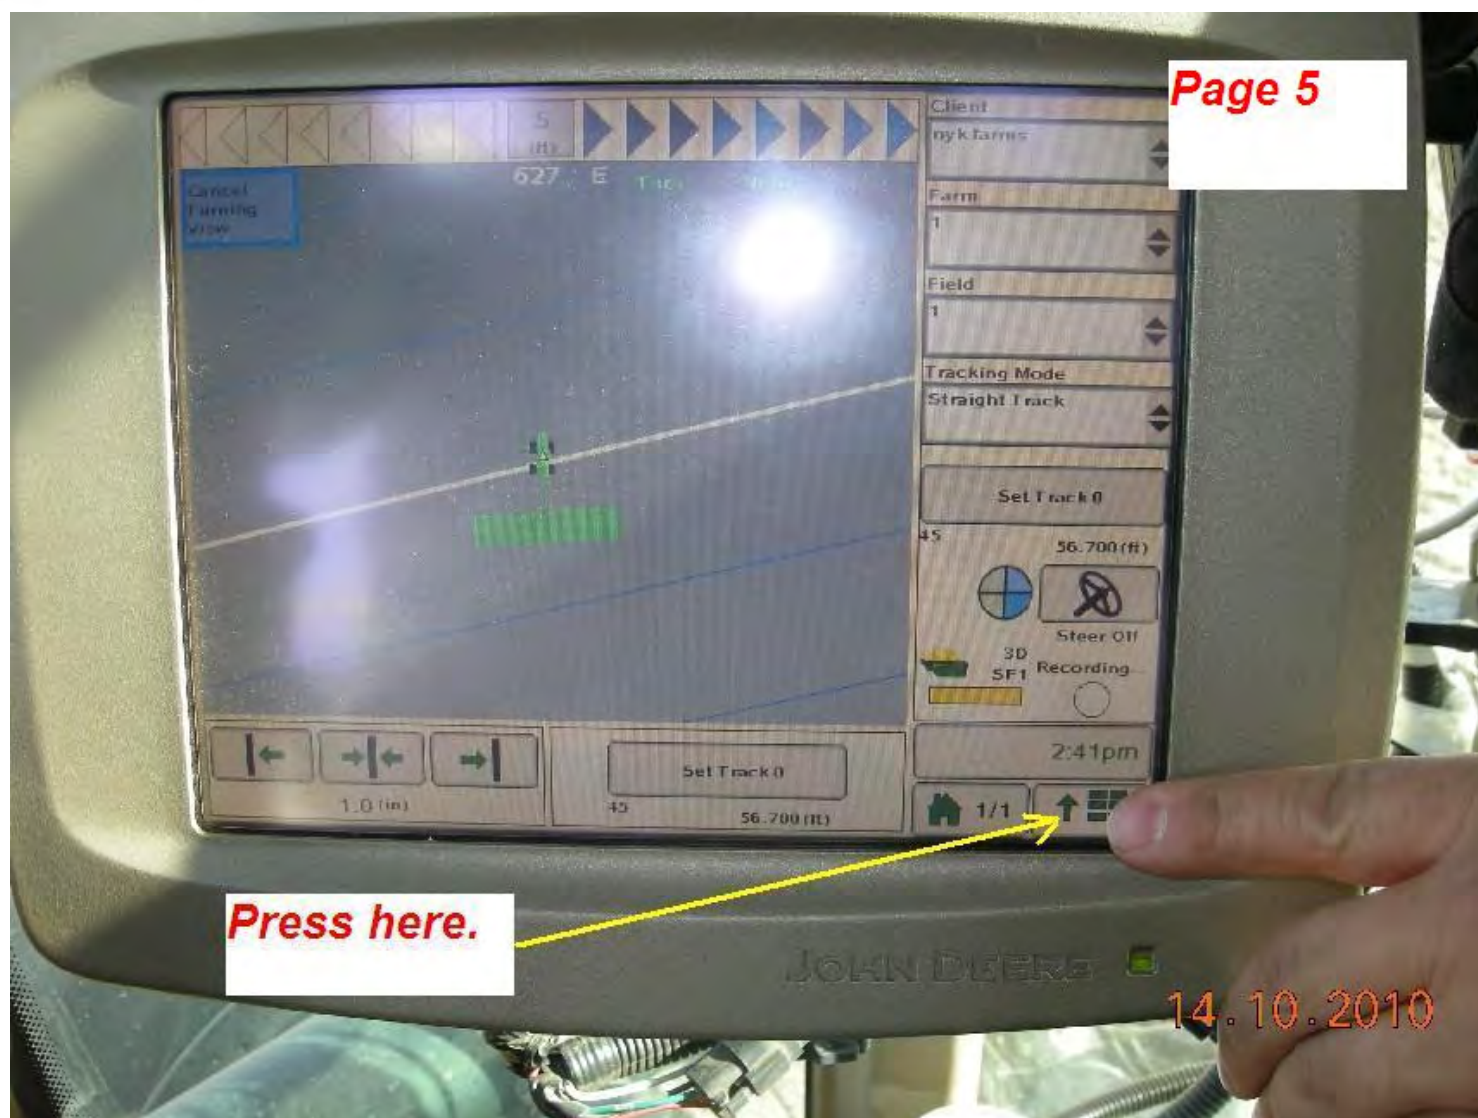 Page 5
5
(ft)
627 E
Cancel
Turning
View
Client
nyk farms
Farm
1
Field
1
Tracking Mode
Straight Track
Set Track 0
45
56.700 (ft)
Steer Off
3D
SF1
Recording...
2:41pm
1/1
1.0 (in)
Set Track 0
45
56.700 (ft)
Press here.
JOHN DEERE
14.10.2010